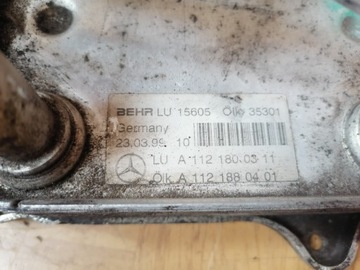 BEHR LU 15605 Ölk 35301
Germany
23.03.99 10
LU A 112 180 03 11
Ölk A 112 188 04 01